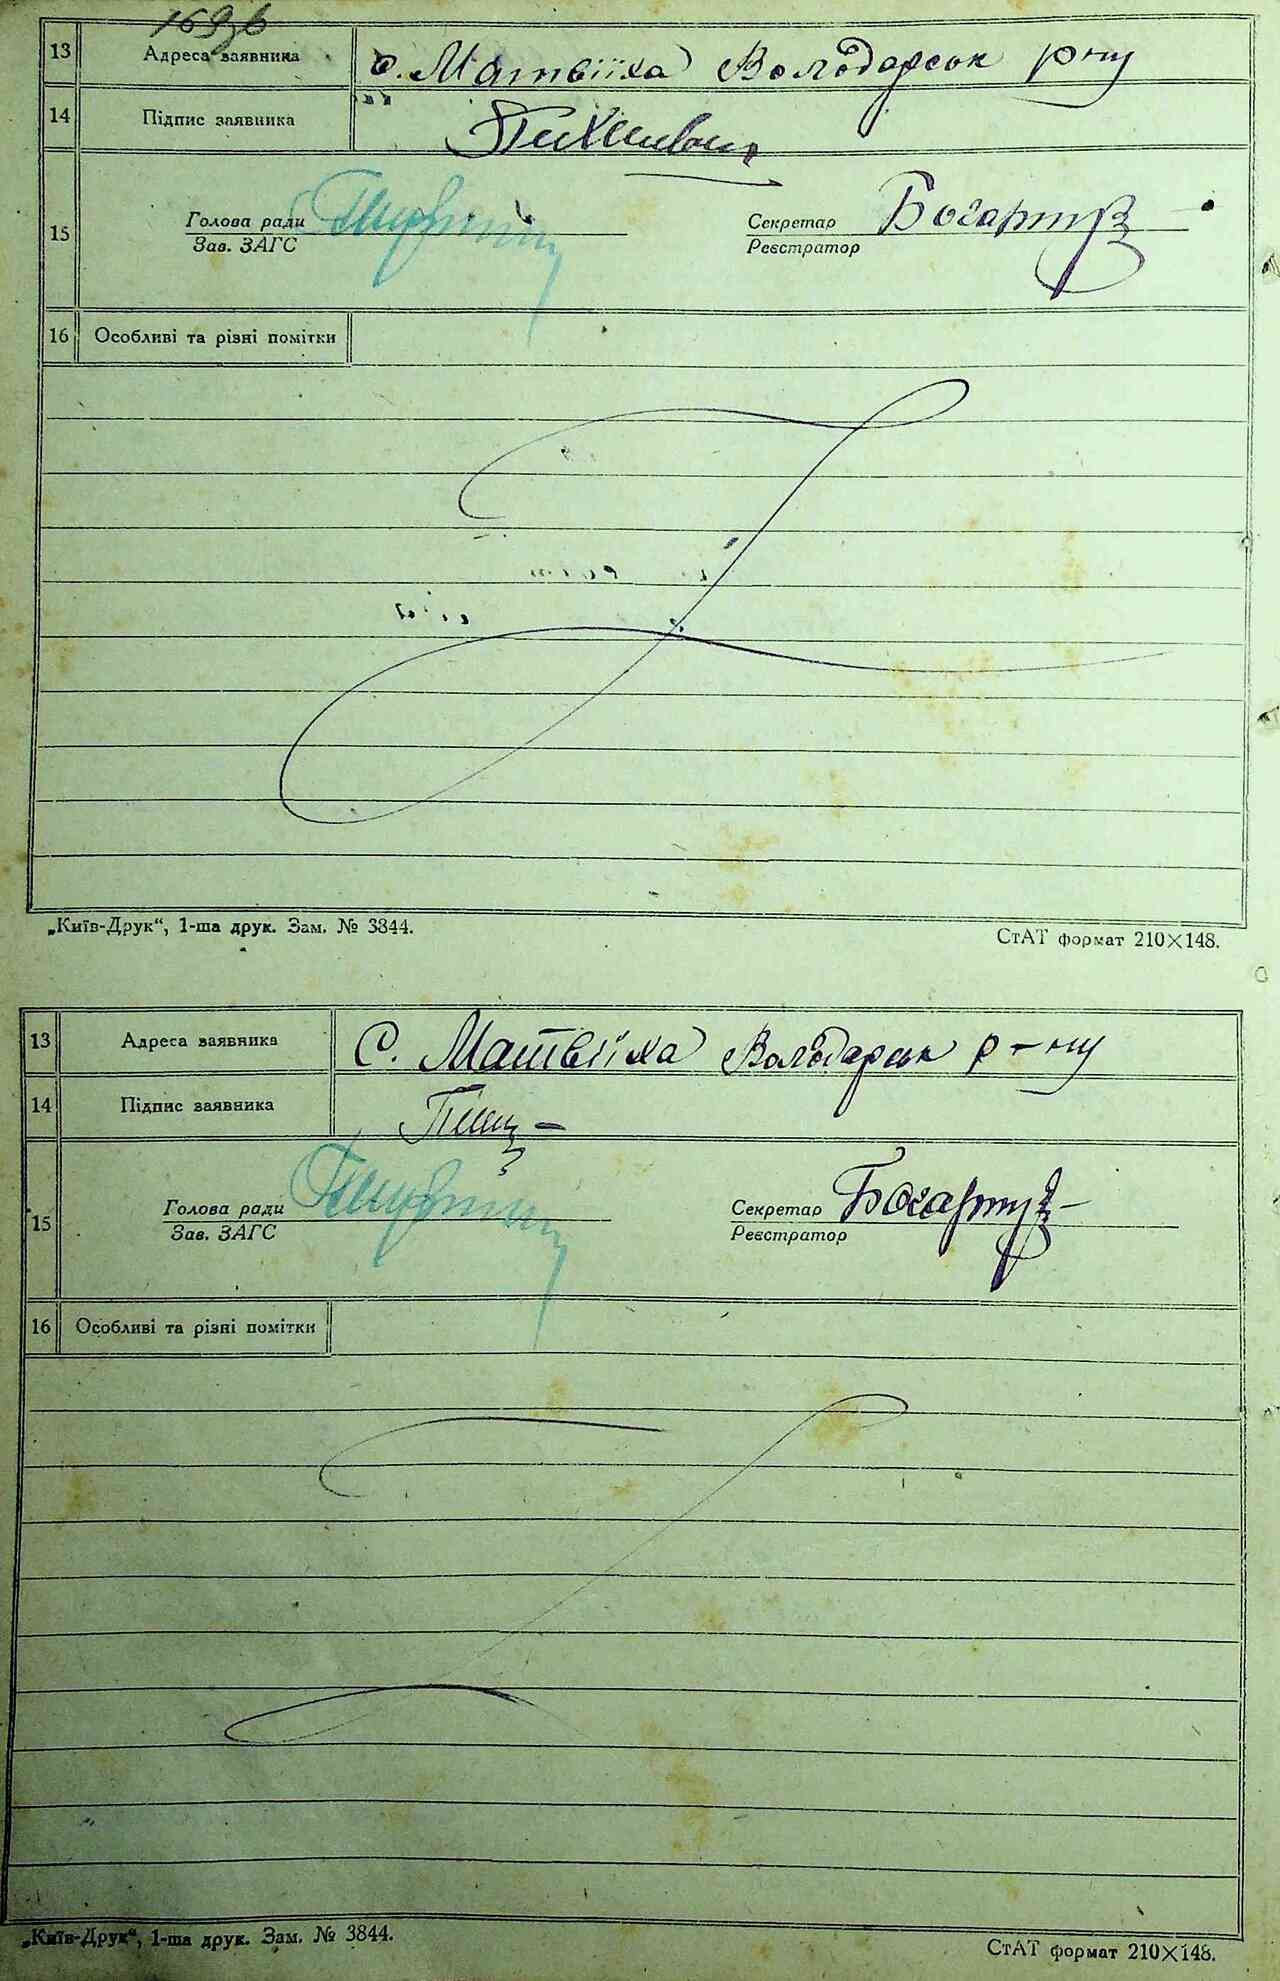 169зв
13 Адреса заявника с. Матвіїха Володарськ р-ну
14 Підпис заявника
15 Голова ради Секретар
Зав. ЗАГС Реєстратор
16 Особливі та різні помітки
„Київ-Друк“, 1-ша друк. Зам. № 3844.
СтАТ формат 210×148.
13 Адреса заявника С. Матвіїха Володарськ р-ну
14 Підпис заявника
15 Голова ради Секретар
Зав. ЗАГС Реєстратор
16 Особливі та різні помітки
„Київ-Друк“, 1-ша друк. Зам. № 3844.
СтАТ формат 210×148.